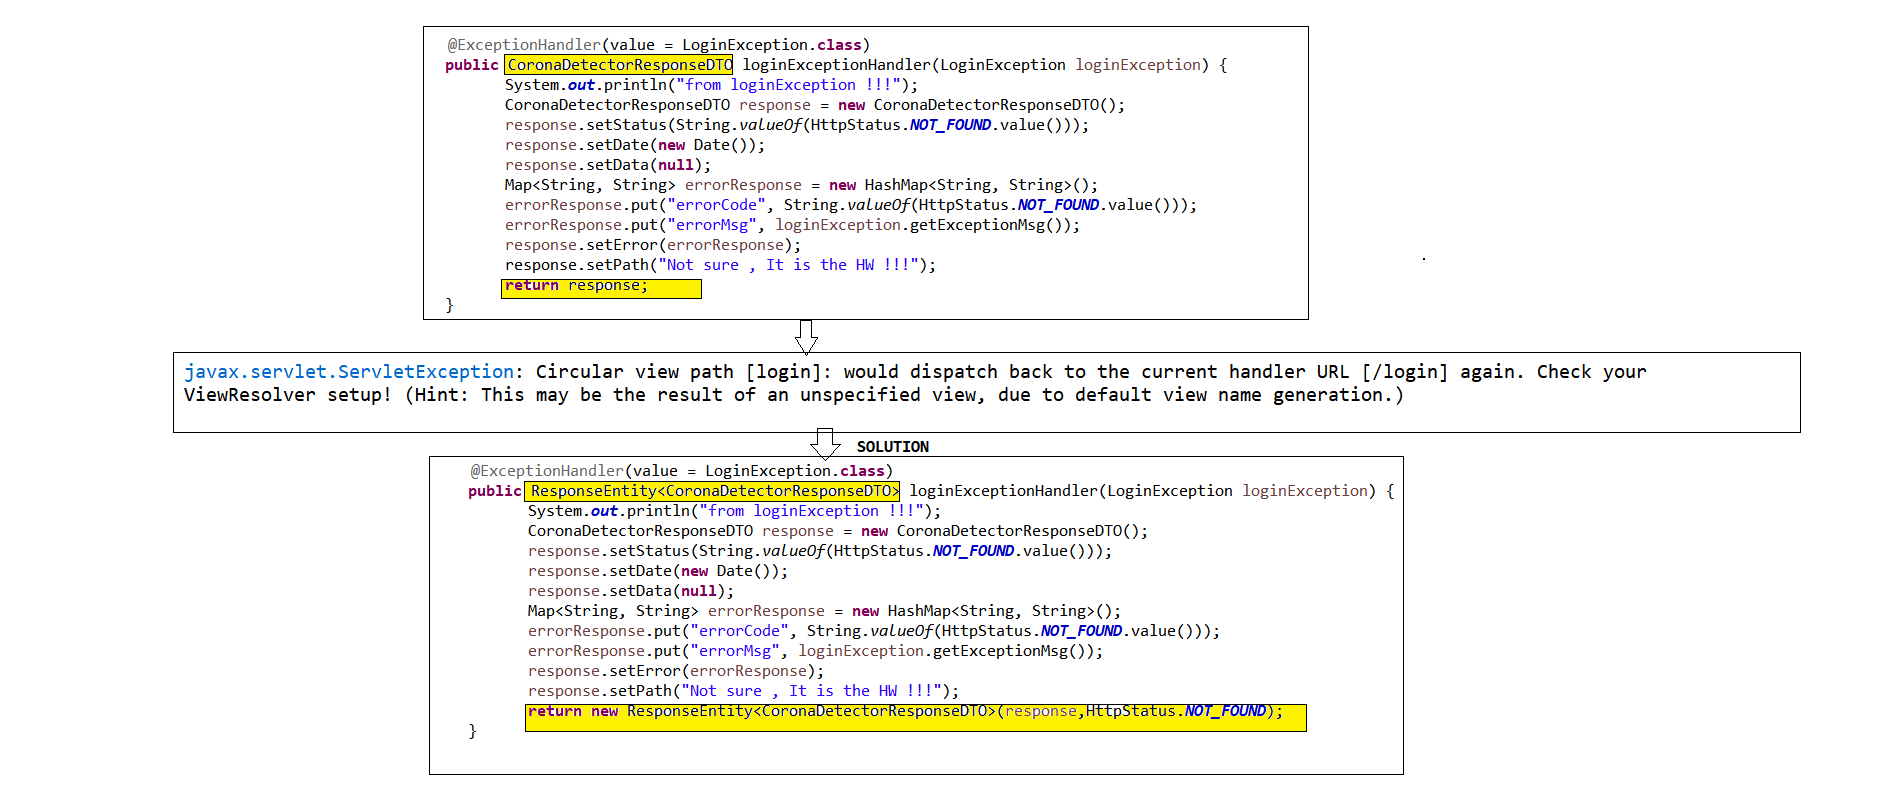 @ExceptionHandler(value = LoginException.class)
public CoronaDetectorResponseDTO loginExceptionHandler(LoginException loginException) {
System.out.println("from loginException !!!");
CoronaDetectorResponseDTO response = new CoronaDetectorResponseDTO();
response.setStatus(String.valueOf(HttpStatus.NOT_FOUND.value()));
response.setDate(new Date());
response.setData(null);
Map<String, String> errorResponse = new HashMap<String, String>();
errorResponse.put("errorCode", String.valueOf(HttpStatus.NOT_FOUND.value()));
errorResponse.put("errorMsg", loginException.getExceptionMsg());
response.setError(errorResponse);
response.setPath("Not sure , It is the HW !!!");
return response;
}
javax.servlet.ServletException: Circular view path [login]: would dispatch back to the current handler URL [/login] again. Check your
ViewResolver setup! (Hint: This may be the result of an unspecified view, due to default view name generation.)
SOLUTION
@ExceptionHandler(value = LoginException.class)
public ResponseEntity<CoronaDetectorResponseDTO> loginExceptionHandler(LoginException loginException) {
System.out.println("from loginException !!!");
CoronaDetectorResponseDTO response = new CoronaDetectorResponseDTO();
response.setStatus(String.valueOf(HttpStatus.NOT_FOUND.value()));
response.setDate(new Date());
response.setData(null);
Map<String, String> errorResponse = new HashMap<String, String>();
errorResponse.put("errorCode", String.valueOf(HttpStatus.NOT_FOUND.value()));
errorResponse.put("errorMsg", loginException.getExceptionMsg());
response.setError(errorResponse);
response.setPath("Not sure , It is the HW !!!");
return new ResponseEntity<CoronaDetectorResponseDTO>(response,HttpStatus.NOT_FOUND);
}